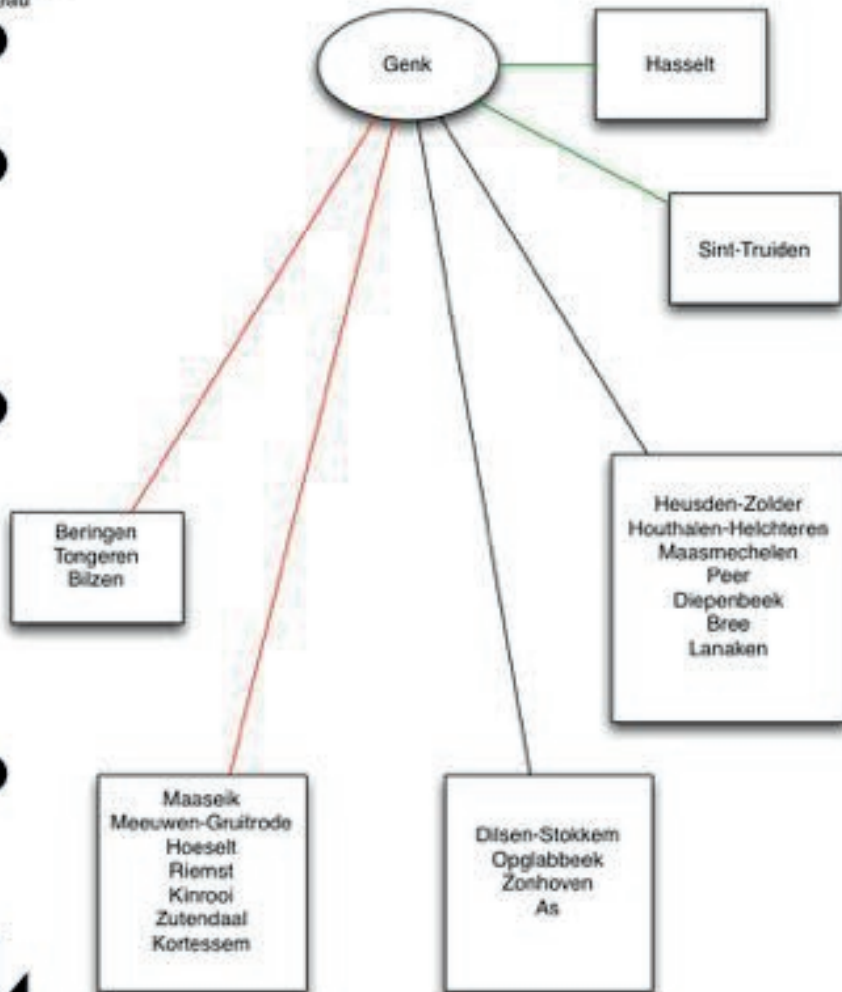 Genk
Hasselt
Sint-Truiden
Heusden-Zolder
Houthalen-Helchteren
Maasmechelen
Peer
Diepenbeek
Bree
Lanaken
Beringen
Tongeren
Bilzen
Maaseik
Meeuwen-Gruitrode
Hoeselt
Riemst
Kinrooi
Zutendaal
Kortessem
Dilsen-Stokkem
Opglabbeek
Zonhoven
As